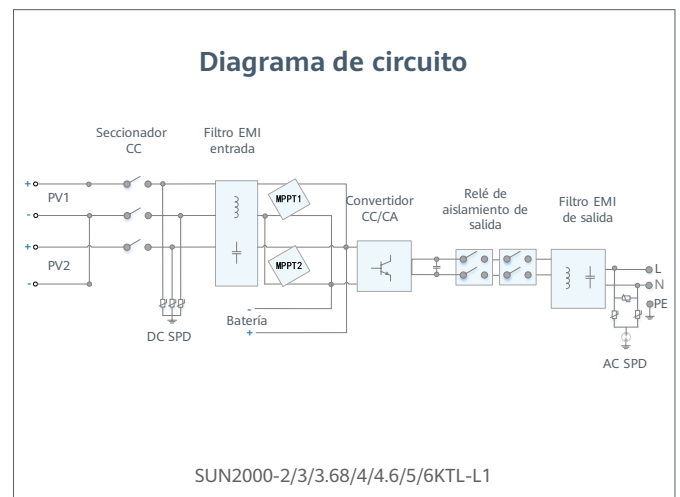 Diagrama de circuito
Seccionador
CC
Filtro EMI
entrada
MPPT1
Convertidor
CC/CA
Relé de
aislamiento de
salida
Filtro EMI
de salida
+
PV1
-
+
PV2
-
MPPT2
L
N
PE
-
Batería
+
DC SPD
AC SPD
SUN2000-2/3/3.68/4/4.6/5/6KTL-L1